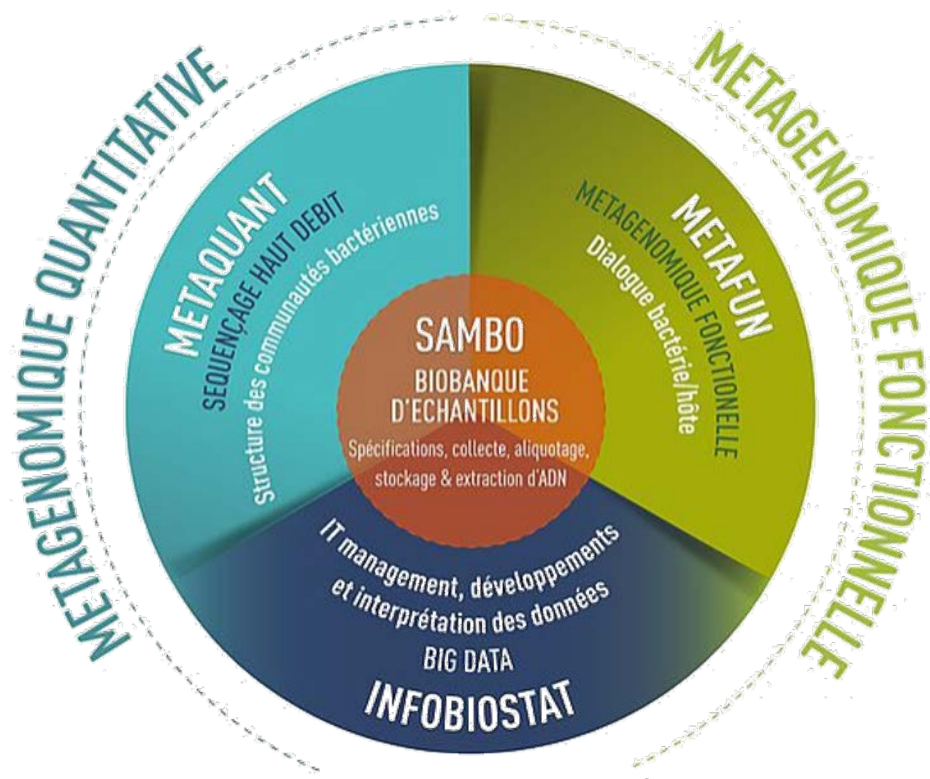 METAGENOMIQUE QUANTITATIVE
METAGENOMIQUE FONCTIONNELLE
METAQUANT
SEQUENÇAGE HAUT DEBIT
Structure des communautés bactériennes
METAFUN
METAGENOMIQUE FONCTIONELLE
Dialogue bactérie/hôte
SAMBO
BIOBANQUE
D'ECHANTILLONS
Spécifications, collecte, aliquotage,
stockage & extraction d'ADN
IT management, développements
et interprétation des données
BIG DATA
INFOBIOSTAT